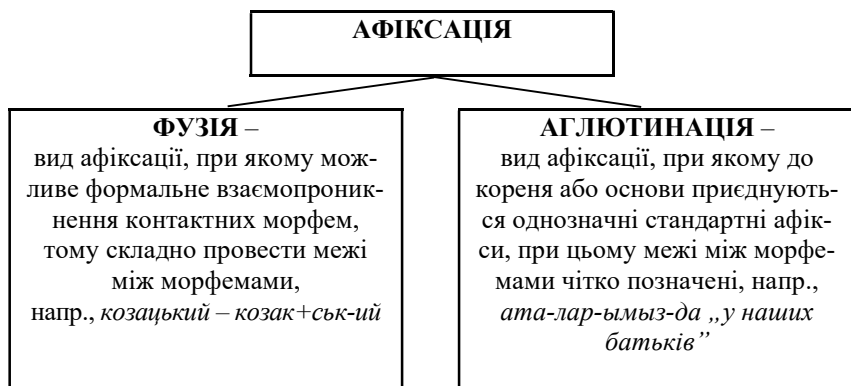 АФІКСАЦІЯ
ФУЗІЯ –
вид афіксації, при якому мож-
ливе формальне взаємопроник-
нення контактних морфем,
тому складно провести межі
між морфемами,
напр., козацький – козак+ськ-ий
АГЛЮТИНАЦІЯ –
вид афіксації, при якому до
кореня або основи приєднують-
ся однозначні стандартні афік-
си, при цьому межі між морфе-
мами чітко позначені, напр.,
ата-лар-ымыз-да „у наших
батьків”